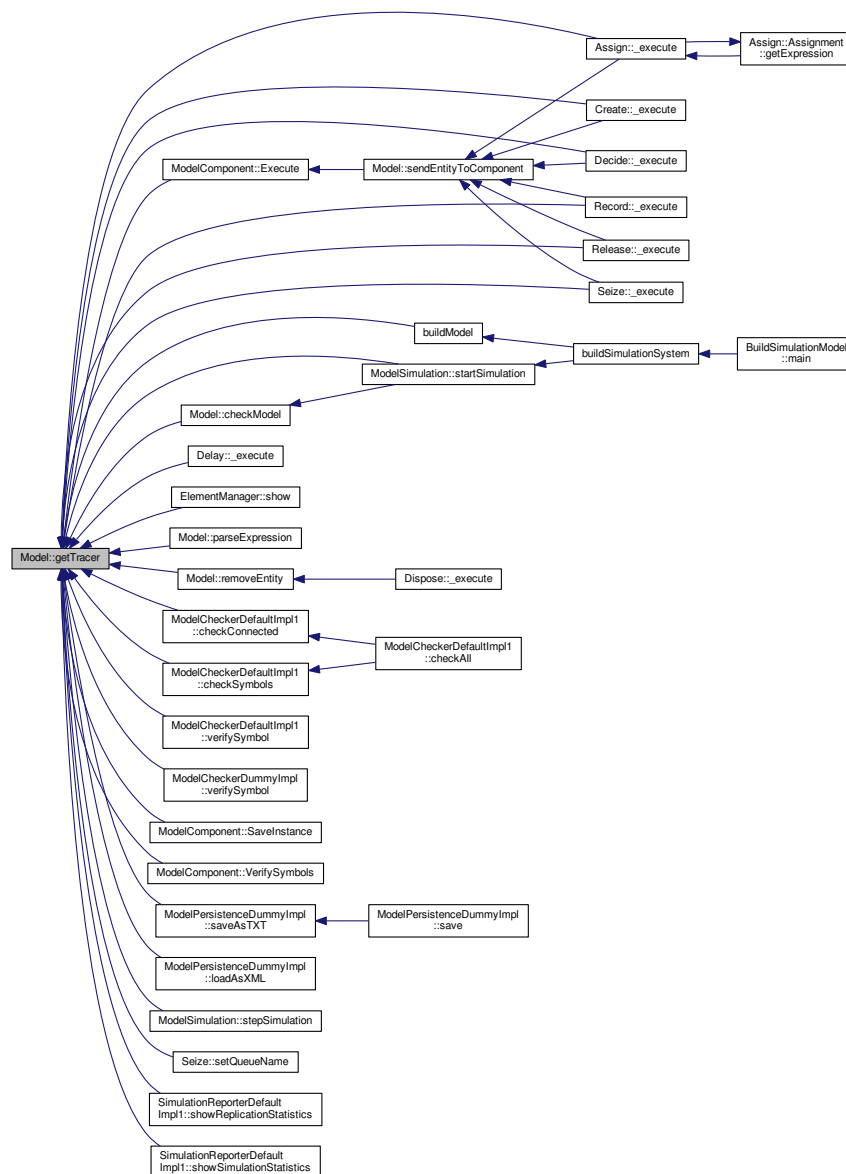 Assign::_execute
Assign::Assignment
::getExpression
Create::_execute
Decide::_execute
ModelComponent::Execute
Model::sendEntityToComponent
Record::_execute
Release::_execute
Seize::_execute
buildModel
buildSimulationSystem
BuildSimulationModel
::main
ModelSimulation::startSimulation
Model::checkModel
Delay::_execute
ElementManager::show
Model::parseExpression
Model::getTracer
Model::removeEntity
Dispose::_execute
ModelCheckerDefaultImpl1
::checkConnected
ModelCheckerDefaultImpl1
::checkAll
ModelCheckerDefaultImpl1
::checkSymbols
ModelCheckerDefaultImpl1
::verifySymbol
ModelCheckerDummyImpl
::verifySymbol
ModelComponent::SaveInstance
ModelComponent::VerifySymbols
ModelPersistenceDummyImpl
::saveAsTXT
ModelPersistenceDummyImpl
::save
ModelPersistenceDummyImpl
::loadAsXML
ModelSimulation::stepSimulation
Seize::setQueueName
SimulationReporterDefault
Impl1::showReplicationStatistics
SimulationReporterDefault
Impl1::showSimulationStatistics